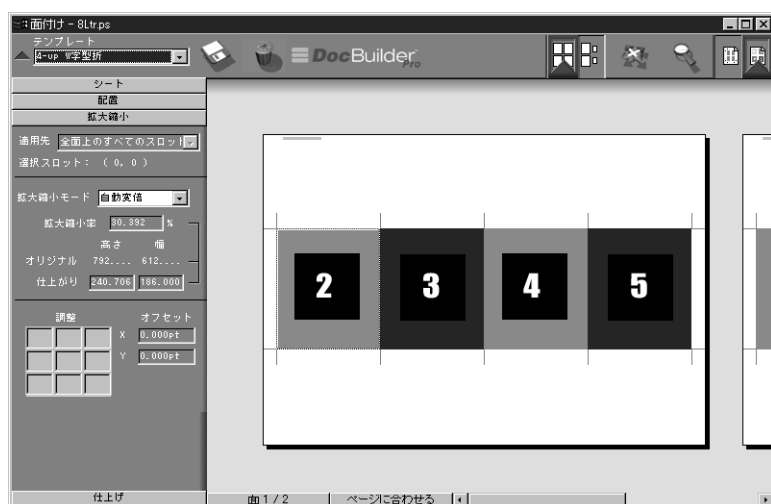 面付け - 8Ltr.ps
テンプレート
4-up W字型折
DocBuilder Pro
シート
配置
拡大縮小
適用先 全面上のすべてのスロット
選択スロット： ( 0, 0 )
拡大縮小モード 自動変倍
拡大縮小率 30.392 %
高さ 幅
オリジナル 792.... 612....
仕上がり 240.706 186.000
調整 オフセット
X 0.000pt
Y 0.000pt
2 3 4 5
仕上げ
面 1 / 2 ページに合わせる